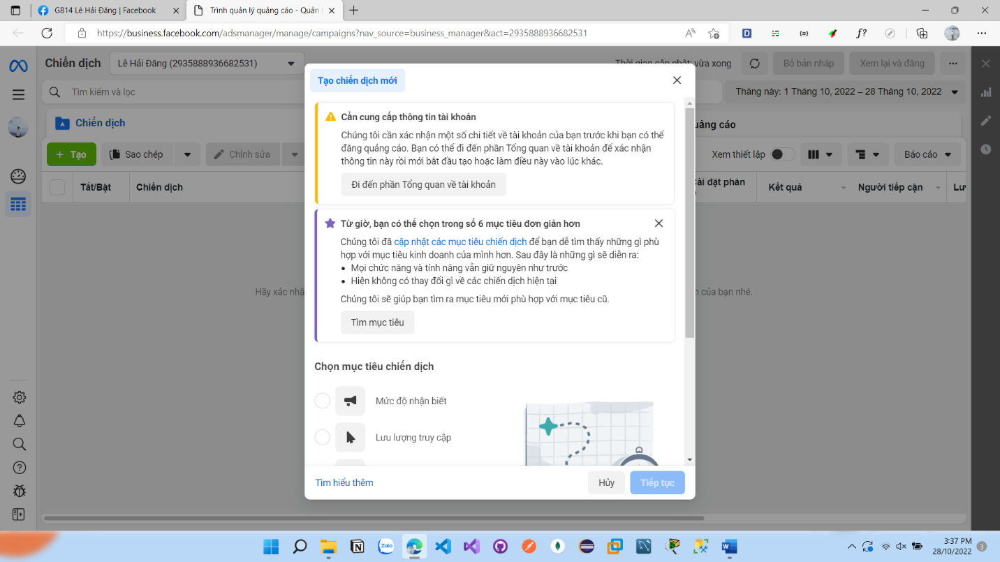 G814 Lê Hải Đăng | Facebook
Trình quản lý quảng cáo - Quản
https://business.facebook.com/adsmanager/manage/campaigns?nav_source=business_manager&act=2935888936682531
Chiến dịch
Lê Hải Đăng (2935888936682531)
Thời gian cập nhật: vừa xong
Bỏ bản nháp
Xem lại và đăng
Tìm kiếm và lọc
Tháng này: 1 Tháng 10, 2022 – 28 Tháng 10, 2022
Chiến dịch
uảng cáo
+ Tạo
Sao chép
Chỉnh sửa
Xem thiết lập
Báo cáo
Tắt/Bật
Chiến dịch
Cài đặt phân
Kết quả
Người tiếp cận
Lư
Hãy xác nhậ
n của bạn nhé.
Tạo chiến dịch mới
Cần cung cấp thông tin tài khoản
Chúng tôi cần xác nhận một số chi tiết về tài khoản của bạn trước khi bạn có thể
đăng quảng cáo. Bạn có thể đi đến phần Tổng quan về tài khoản để xác nhận
thông tin này rồi mới bắt đầu tạo hoặc làm điều này vào lúc khác.
Đi đến phần Tổng quan về tài khoản
Từ giờ, bạn có thể chọn trong số 6 mục tiêu đơn giản hơn
Chúng tôi đã cập nhật các mục tiêu chiến dịch để bạn dễ tìm thấy những gì phù
hợp với mục tiêu kinh doanh của mình hơn. Sau đây là những gì sẽ diễn ra:
• Mọi chức năng và tính năng vẫn giữ nguyên như trước
• Hiện không có thay đổi gì về các chiến dịch hiện tại
Chúng tôi sẽ giúp bạn tìm ra mục tiêu mới phù hợp với mục tiêu cũ.
Tìm mục tiêu
Chọn mục tiêu chiến dịch
Mức độ nhận biết
Lưu lượng truy cập
Tìm hiểu thêm
Hủy
Tiếp tục
Zalo
3:37 PM
28/10/2022
3